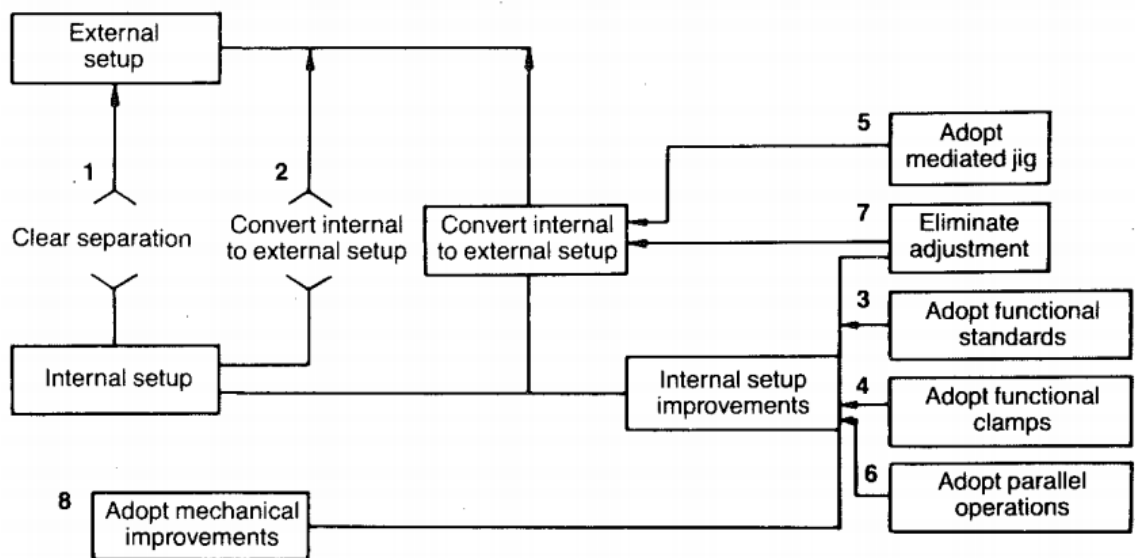 External
setup
1
2
Clear separation
Convert internal
to external setup
Convert internal
to external setup
5
Adopt
mediated jig
7
Eliminate
adjustment
3
Adopt functional
standards
4
Adopt functional
clamps
6
Adopt parallel
operations
Internal setup
Internal setup
improvements
8
Adopt mechanical
improvements